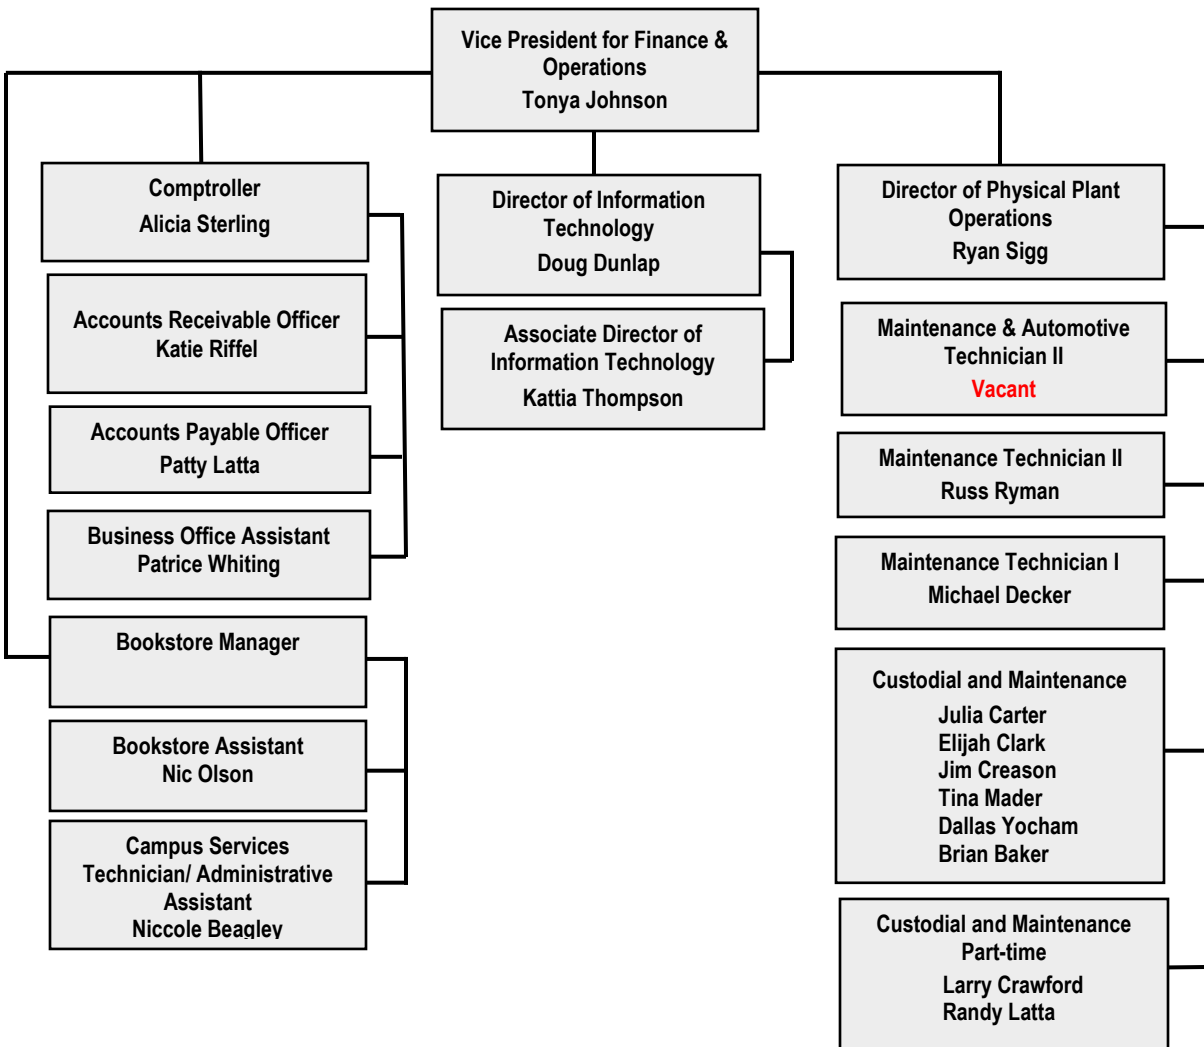 Vice President for Finance &
Operations
Tonya Johnson
Comptroller
Alicia Sterling
Accounts Receivable Officer
Katie Riffel
Accounts Payable Officer
Patty Latta
Business Office Assistant
Patrice Whiting
Bookstore Manager
Bookstore Assistant
Nic Olson
Campus Services
Technician/ Administrative
Assistant
Niccole Beagley
Director of Information
Technology
Doug Dunlap
Associate Director of
Information Technology
Kattia Thompson
Director of Physical Plant
Operations
Ryan Sigg
Maintenance & Automotive
Technician II
Vacant
Maintenance Technician II
Russ Ryman
Maintenance Technician I
Michael Decker
Custodial and Maintenance
Julia Carter
Elijah Clark
Jim Creason
Tina Mader
Dallas Yocham
Brian Baker
Custodial and Maintenance
Part-time
Larry Crawford
Randy Latta